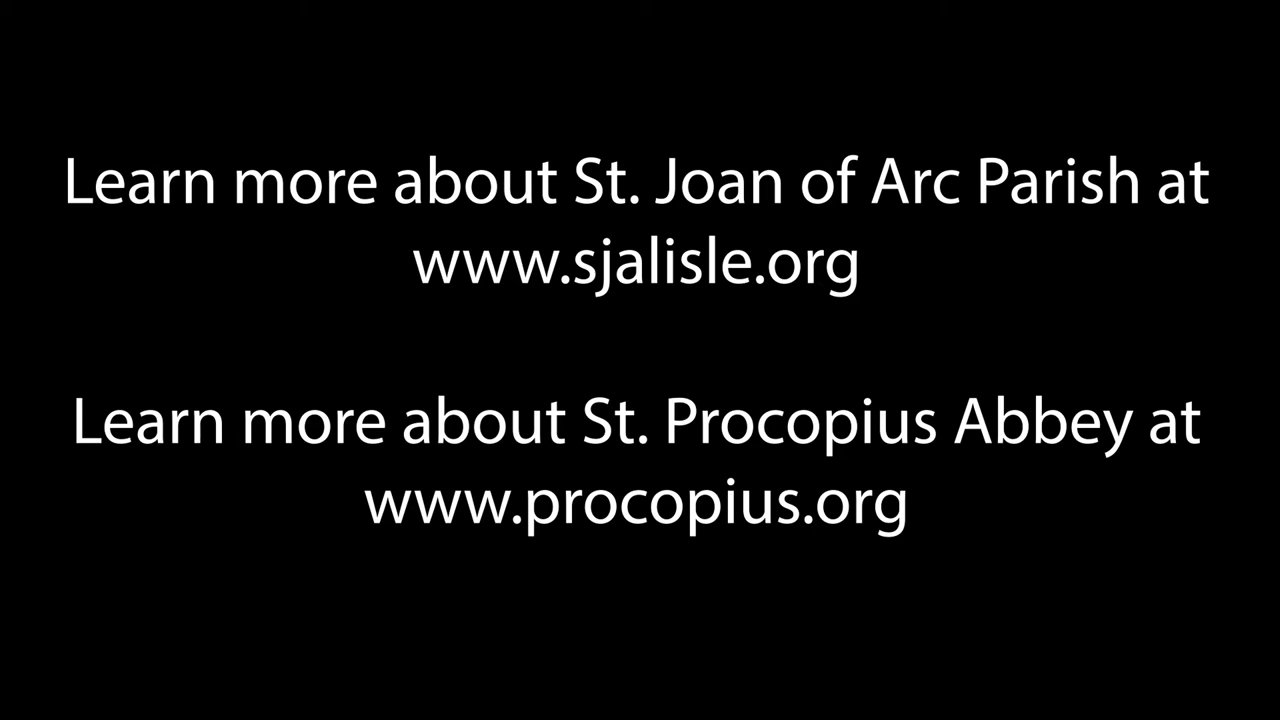 Learn more about St. Joan of Arc Parish at
www.sjalisle.org
Learn more about St. Procopius Abbey at
www.procopius.org